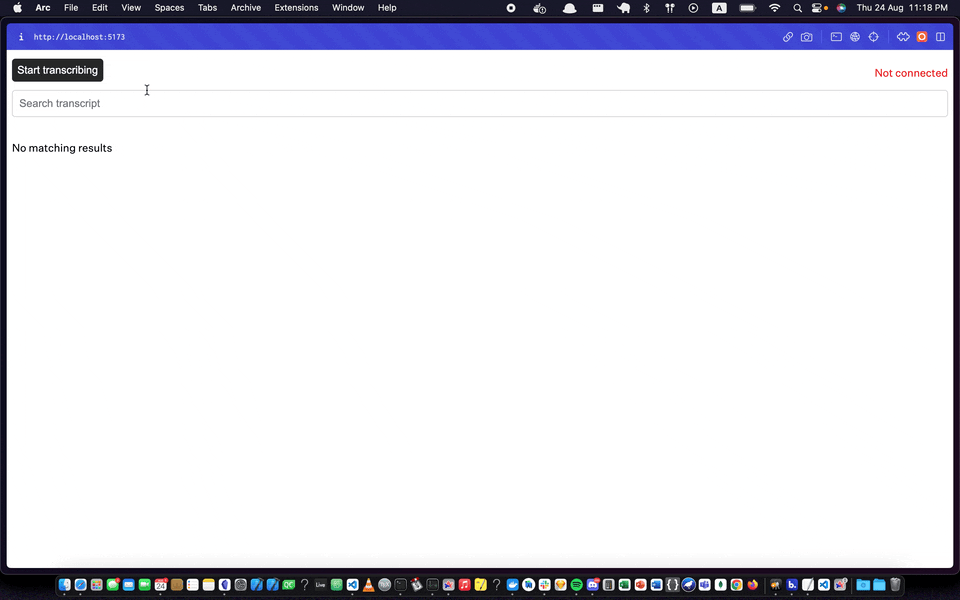 Arc File Edit View Spaces Tabs Archive Extensions Window Help A Thu 24 Aug 11:18 PM
i http://localhost:5173
Start transcribing
Not connected
Search transcript
No matching results